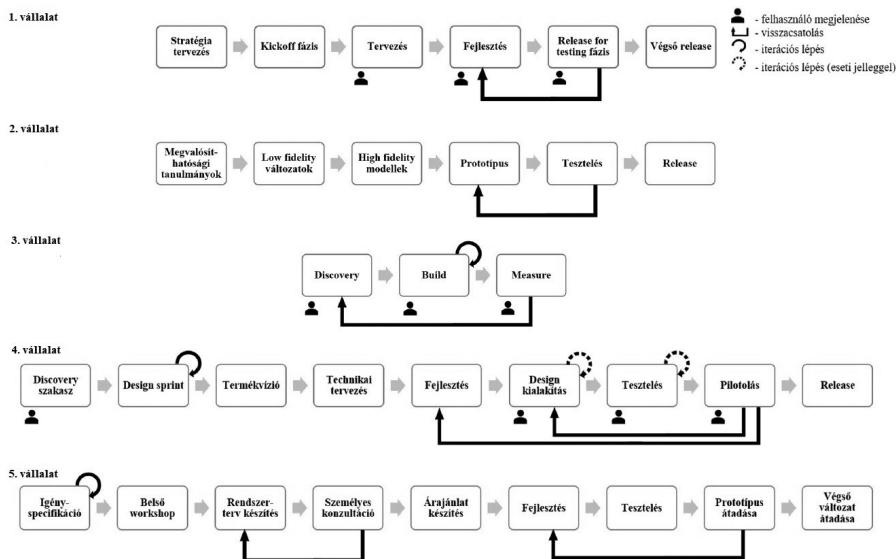 1. vállalat
Stratégia
tervezés
Kickoff fázis
Tervezés
Fejlesztés
Release for
testing fázis
Végső release
- felhasználó megjelenése
- visszacsatolás
- iterációs lépés
- iterációs lépés (eseti jelleggel)
2. vállalat
Megvalósít-
hatósági
tanulmányok
Low fidelity
változatok
High fidelity
modellek
Prototípus
Tesztelés
Release
3. vállalat
Discovery
Build
Measure
4. vállalat
Discovery
szakasz
Design sprint
Termékvízió
Technikai
tervezés
Fejlesztés
Design
kialakítás
Tesztelés
Pilotolás
Release
5. vállalat
Igény-
specifikáció
Belső
workshop
Rendszer-
terv készítés
Személyes
konzultáció
Árajánlat
készítés
Fejlesztés
Tesztelés
Prototípus
átadása
Végső
változat
átadása